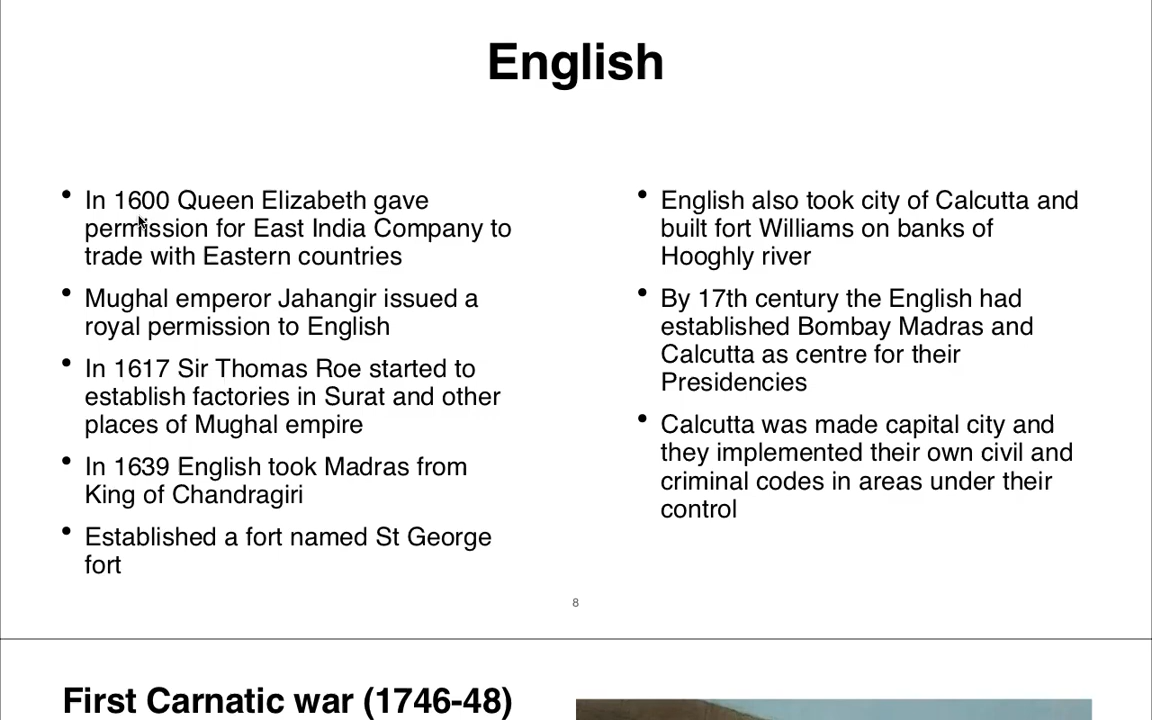 English
• In 1600 Queen Elizabeth gave
permission for East India Company to
trade with Eastern countries
• Mughal emperor Jahangir issued a
royal permission to English
• In 1617 Sir Thomas Roe started to
establish factories in Surat and other
places of Mughal empire
• In 1639 English took Madras from
King of Chandragiri
• Established a fort named St George
fort
• English also took city of Calcutta and
built fort Williams on banks of
Hooghly river
• By 17th century the English had
established Bombay Madras and
Calcutta as centre for their
Presidencies
• Calcutta was made capital city and
they implemented their own civil and
criminal codes in areas under their
control
8
First Carnatic war (1746-48)